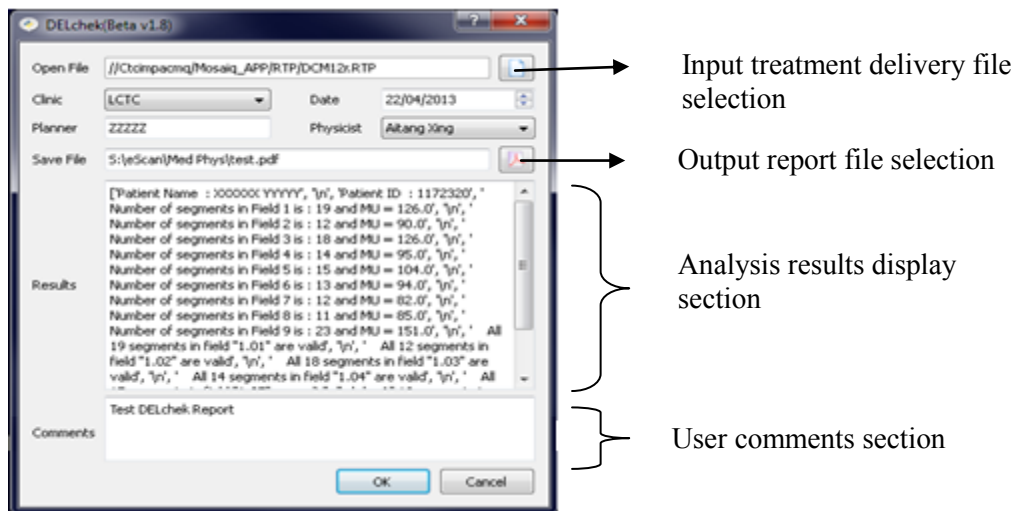 DELchek(Beta v1.8)
Open File //Ctcimpacmq/Mosaiq_APP/RTP/DCM12r.RTP
Input treatment delivery file
selection
Clinic LCTC Date 22/04/2013
Planner ZZZZZ Physicist Aitang Xing
Save File S:\eScan\Med Phys\test.pdf
Output report file selection
['Patient Name : XXXXXX YYYYY', '\n', 'Patient ID : 1172320', '
Number of segments in Field 1 is : 19 and MU = 126.0', '\n', '
Number of segments in Field 2 is : 12 and MU = 90.0', '\n', '
Number of segments in Field 3 is : 18 and MU = 126.0', '\n', '
Number of segments in Field 4 is : 14 and MU = 95.0', '\n', '
Number of segments in Field 5 is : 15 and MU = 104.0', '\n', '
Number of segments in Field 6 is : 13 and MU = 94.0', '\n', '
Number of segments in Field 7 is : 12 and MU = 82.0', '\n', '
Number of segments in Field 8 is : 11 and MU = 85.0', '\n', '
Number of segments in Field 9 is : 23 and MU = 151.0', '\n', ' All
19 segments in field "1.01" are valid', '\n', ' All 12 segments in
field "1.02" are valid', '\n', ' All 18 segments in field "1.03" are
valid', '\n', ' All 14 segments in field "1.04" are valid', '\n', ' All
Results
Analysis results display
section
Test DELchek Report
Comments
User comments section
OK Cancel